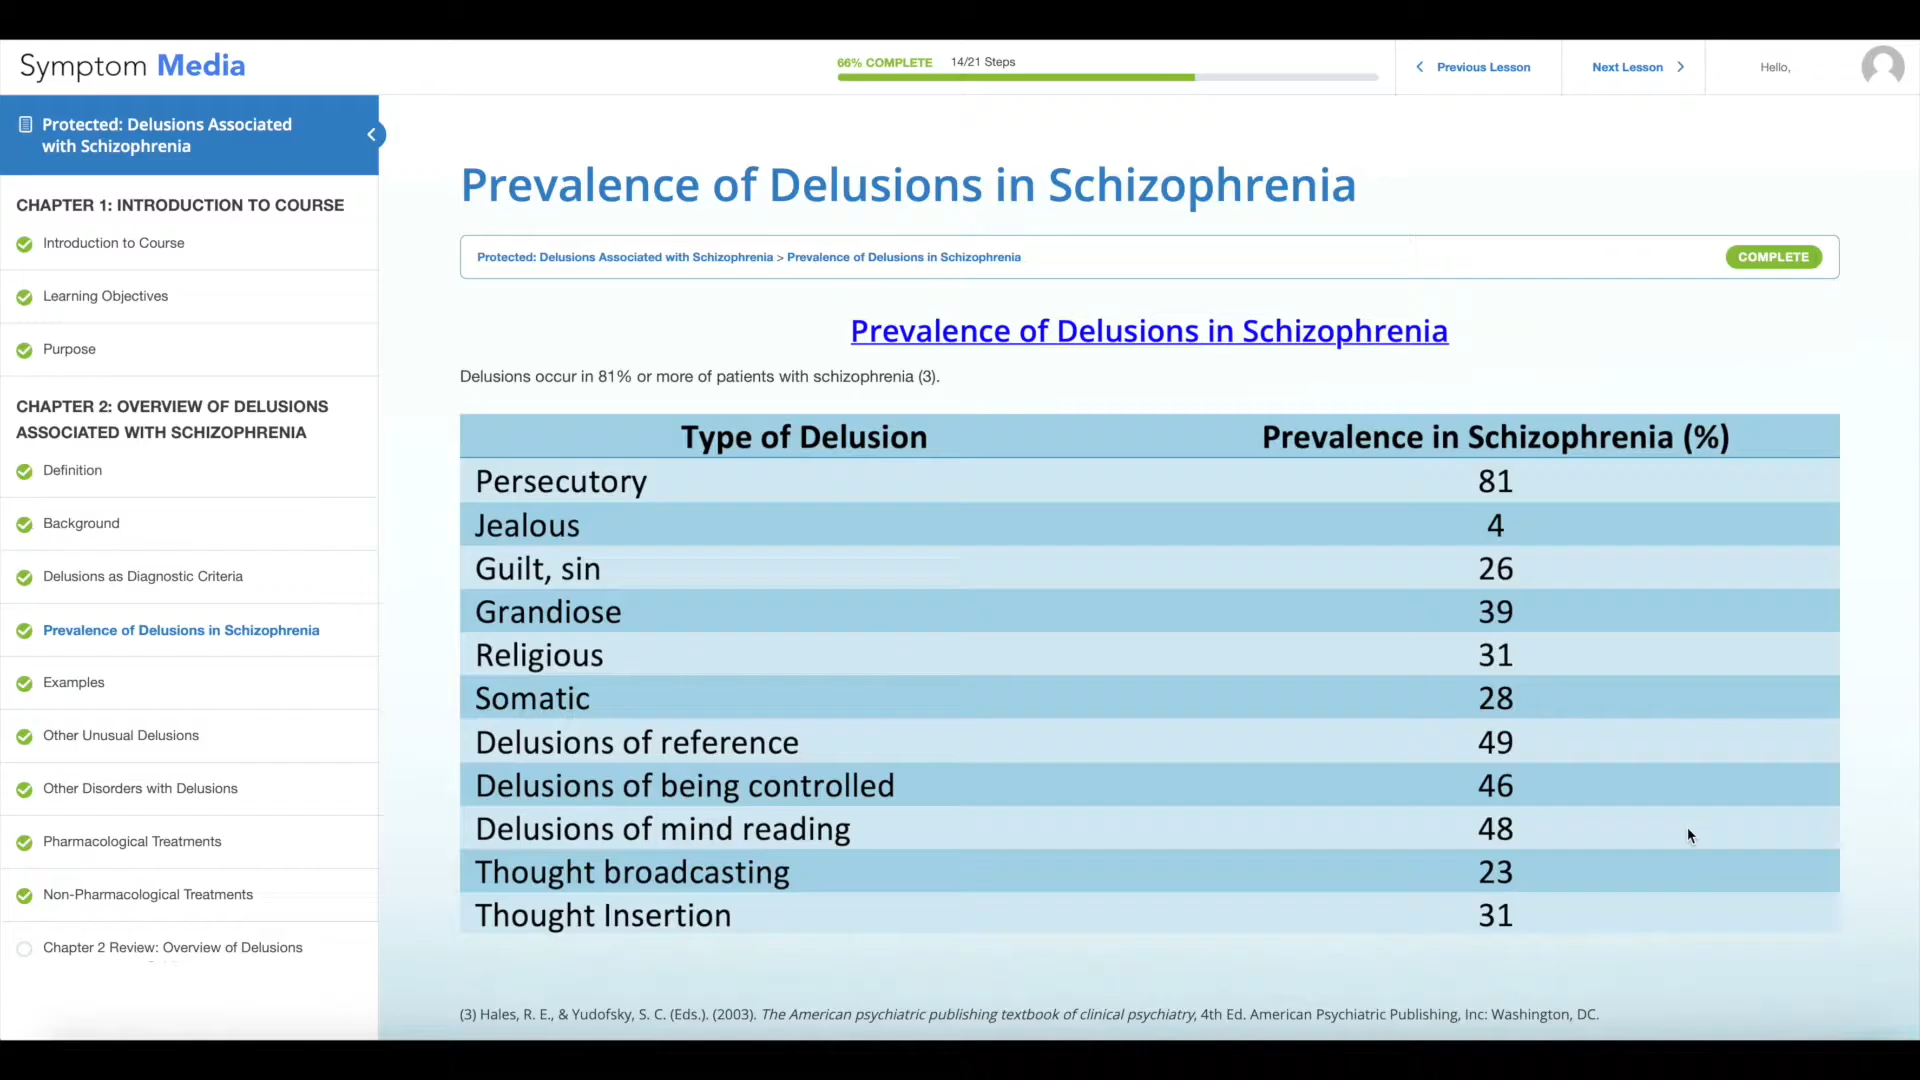 Symptom Media
66% COMPLETE 14/21 Steps
Previous Lesson
Next Lesson
Hello,
Protected: Delusions Associated
with Schizophrenia
CHAPTER 1: INTRODUCTION TO COURSE
Introduction to Course
Learning Objectives
Purpose
CHAPTER 2: OVERVIEW OF DELUSIONS
ASSOCIATED WITH SCHIZOPHRENIA
Definition
Background
Delusions as Diagnostic Criteria
Prevalence of Delusions in Schizophrenia
Examples
Other Unusual Delusions
Other Disorders with Delusions
Pharmacological Treatments
Non-Pharmacological Treatments
Chapter 2 Review: Overview of Delusions
Prevalence of Delusions in Schizophrenia
Protected: Delusions Associated with Schizophrenia > Prevalence of Delusions in Schizophrenia
COMPLETE
Prevalence of Delusions in Schizophrenia
Delusions occur in 81% or more of patients with schizophrenia (3).
Type of Delusion Prevalence in Schizophrenia (%)
Persecutory 81
Jealous 4
Guilt, sin 26
Grandiose 39
Religious 31
Somatic 28
Delusions of reference 49
Delusions of being controlled 46
Delusions of mind reading 48
Thought broadcasting 23
Thought Insertion 31
(3) Hales, R. E., & Yudofsky, S. C. (Eds.). (2003). The American psychiatric publishing textbook of clinical psychiatry, 4th Ed. American Psychiatric Publishing, Inc: Washington, DC.